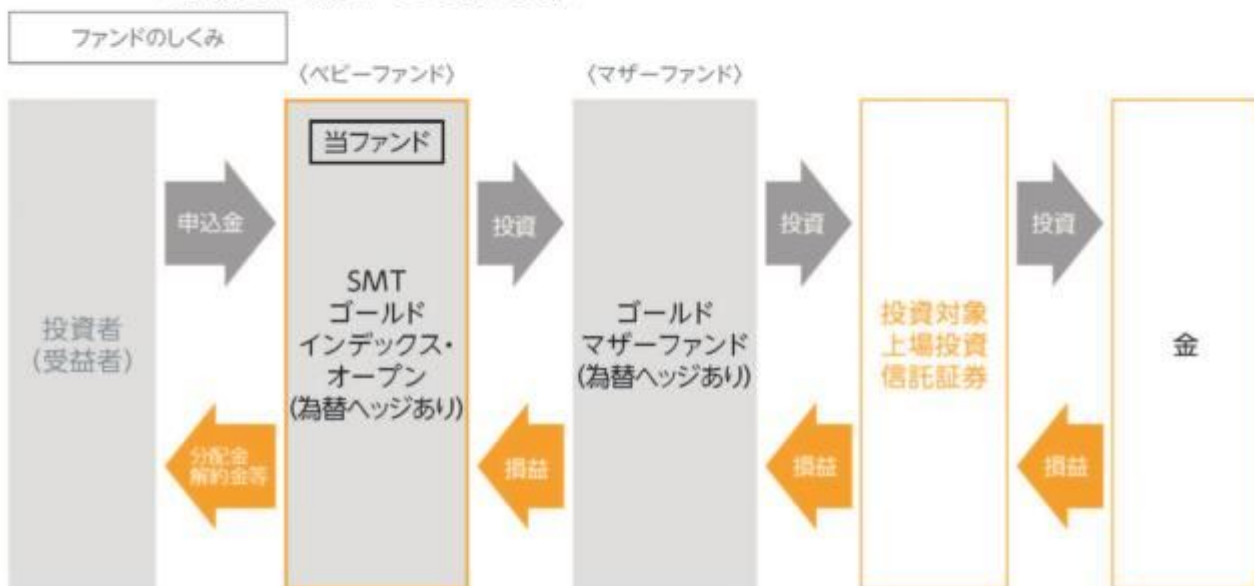 ファンドのしくみ
〈ベビーファンド〉
〈マザーファンド〉
当ファンド
申込金
投資
投資
投資
投資者
(受益者)
SMT
ゴールド
インデックス・
オープン
(為替ヘッジあり)
ゴールド
マザーファンド
(為替ヘッジあり)
投資対象
上場投資
信託証券
金
分配金
解約金等
損益
損益
損益